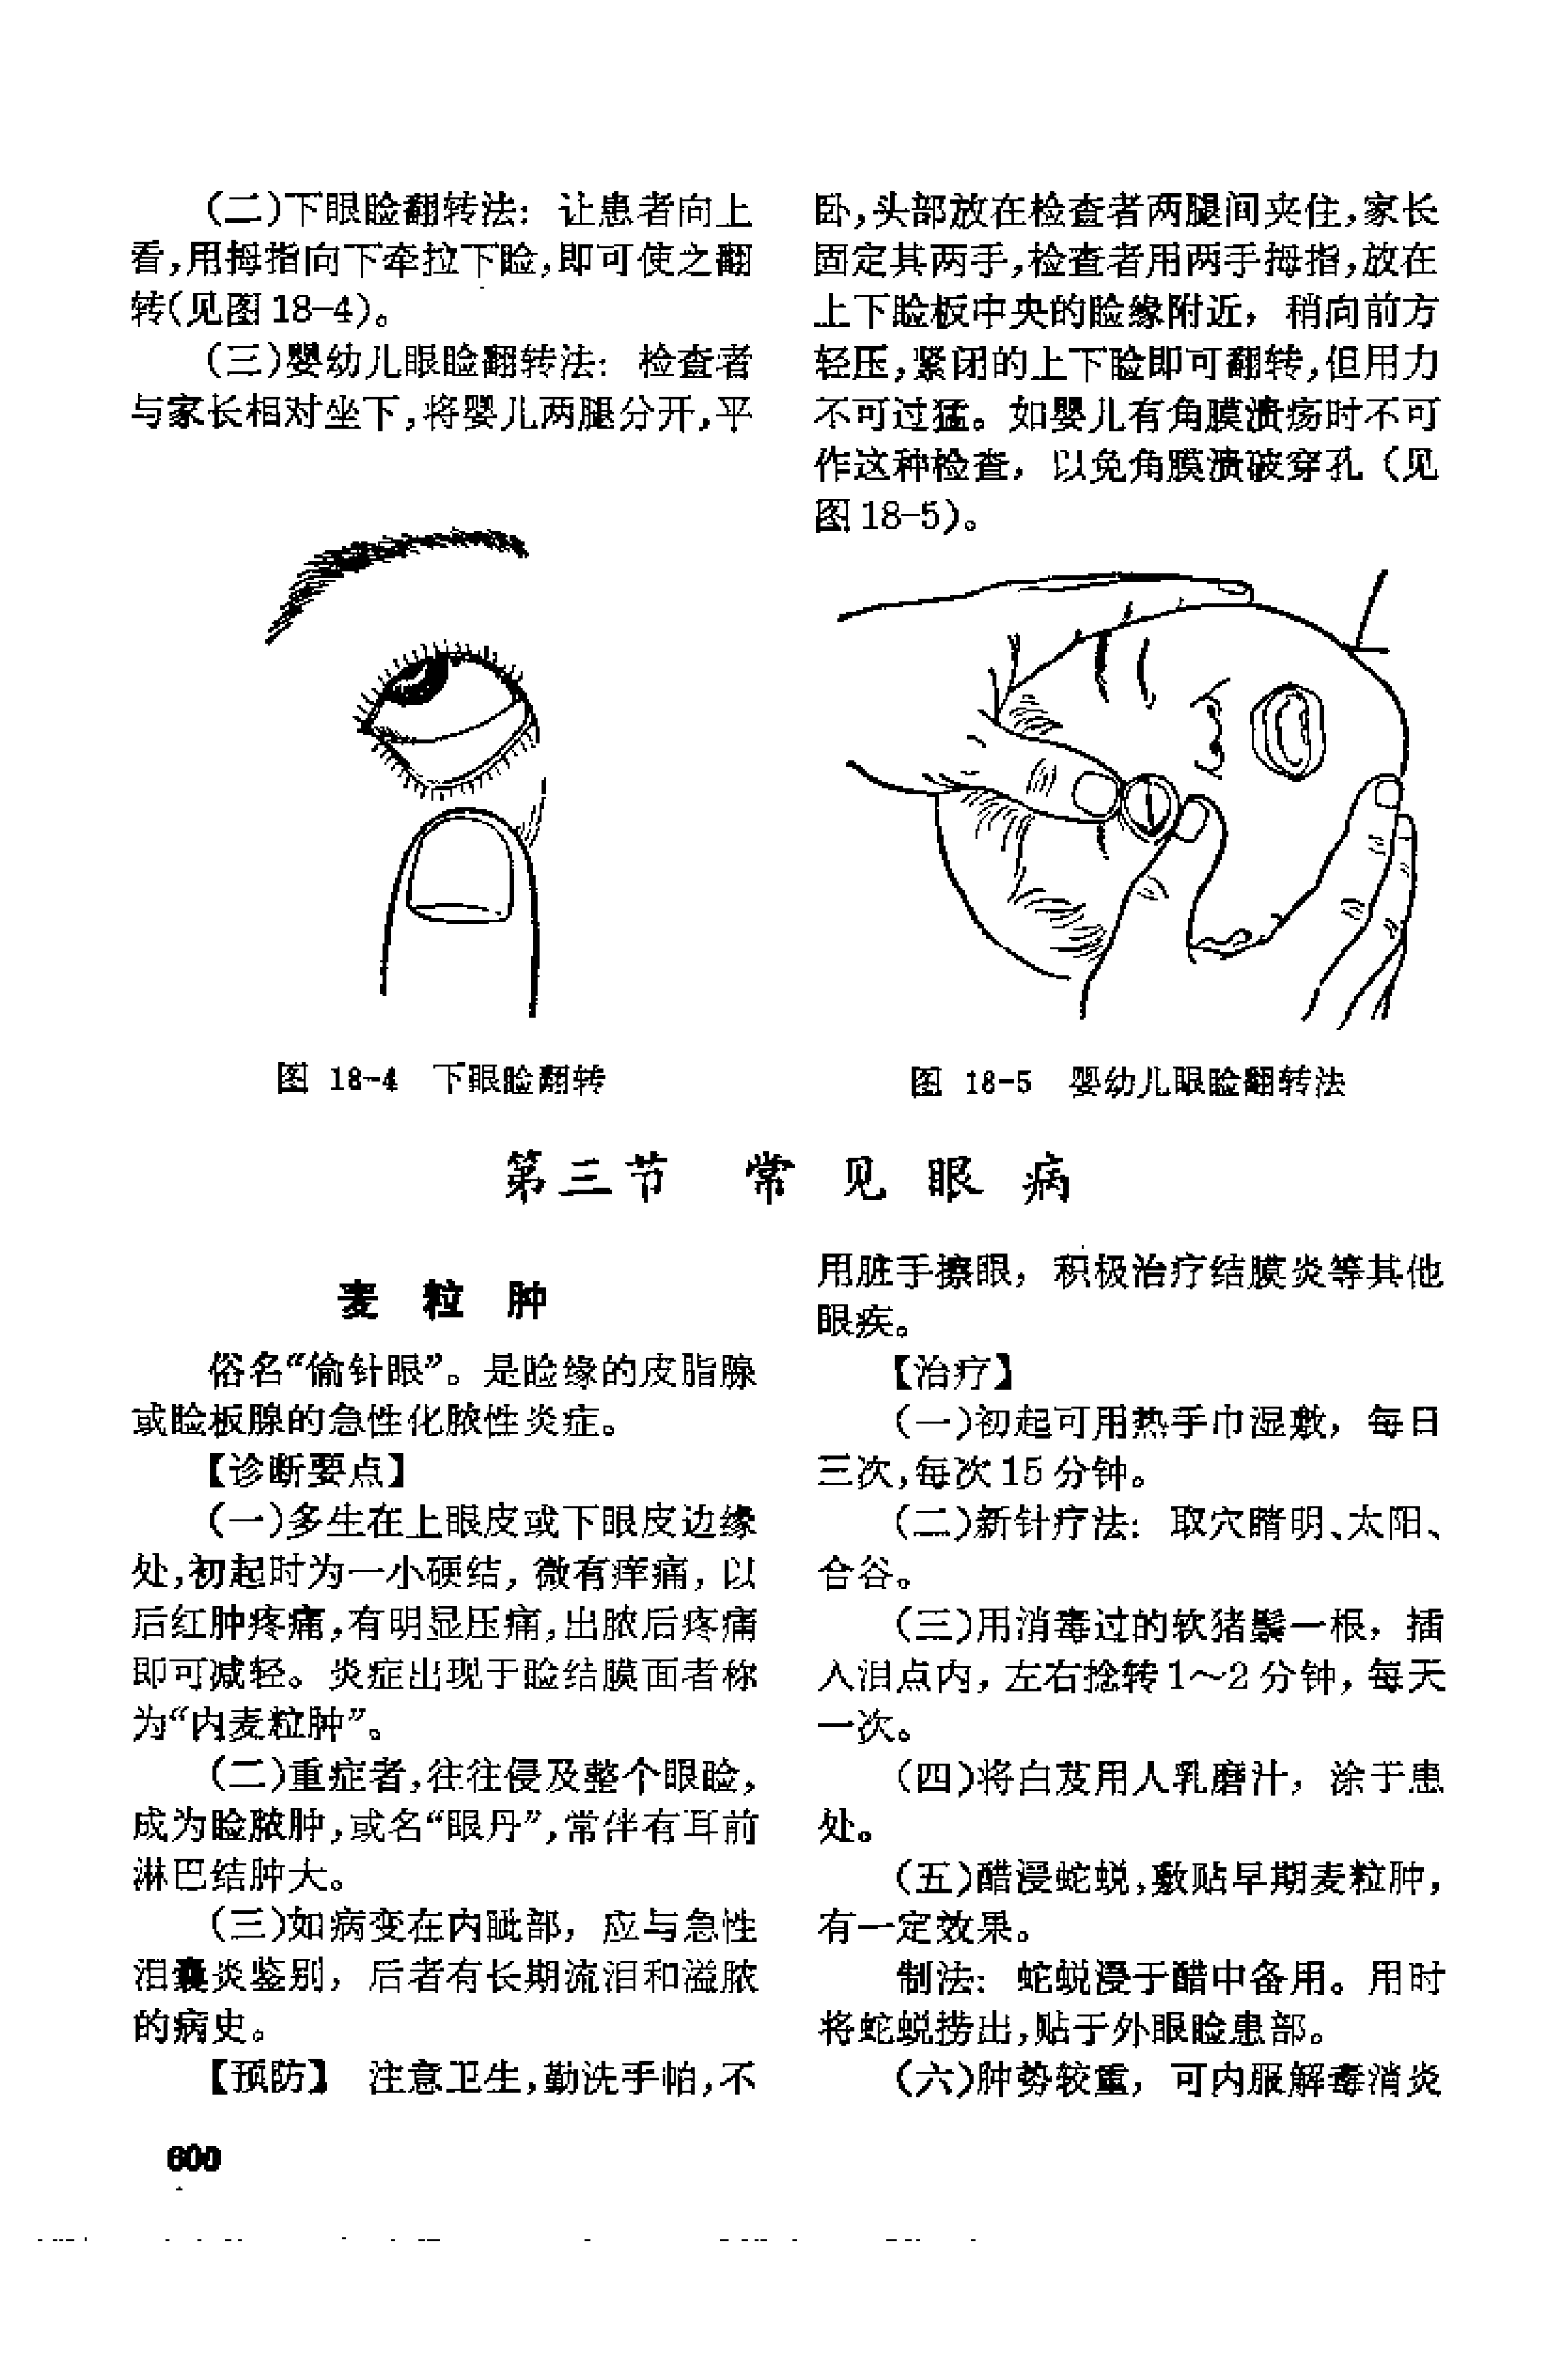 (二)下眼睑翻转法：让患者向上
看,用拇指向下牵拉下睑,即可使之翻
转(见图18-4)。
(三)婴幼儿眼睑翻转法：检查者
与家长相对坐下,将婴儿两腿分开,平
图 18-4 下眼睑翻转
卧,头部放在检查者两腿间夹住,家长
固定其两手,检查者用两手拇指,放在
上下睑板中央的睑缘附近，稍向前方
轻压,紧闭的上下睑即可翻转,但用力
不可过猛。如婴儿有角膜溃疡时不可
作这种检查，以免角膜溃破穿孔（见
图18-5)。
图 18-5 婴幼儿眼睑翻转法
第三节 常见眼病
麦粒肿
俗名“偷针眼”。是睑缘的皮脂腺
或睑板腺的急性化脓性炎症。
【诊断要点】
(一)多生在上眼皮或下眼皮边缘
处,初起时为一小硬结,微有痒痛,以
后红肿疼痛,有明显压痛,出脓后疼痛
即可减轻。炎症出现于睑结膜面者称
为“内麦粒肿”。
(二)重症者,往往侵及整个眼睑,
成为睑脓肿,或名“眼丹”,常伴有耳前
淋巴结肿大。
(三)如病变在内眦部，应与急性
泪囊炎鉴别，后者有长期流泪和溢脓
的病史。
【预防】 注意卫生,勤洗手帕,不
用脏手擦眼，积极治疗结膜炎等其他
眼疾。
【治疗】
(一)初起可用热手巾湿敷，每日
三次,每次15分钟。
(二)新针疗法：取穴睛明、太阳、
合谷。
(三)用消毒过的软猪鬃一根，插
入泪点内,左右捻转1～2分钟,每天
一次。
(四)将白芨用人乳磨汁，涂于患
处。
(五)醋浸蛇蜕,敷贴早期麦粒肿,
有一定效果。
制法：蛇蜕浸于醋中备用。用时
将蛇蜕捞出,贴于外眼睑患部。
(六)肿势较重，可内服解毒消炎
600